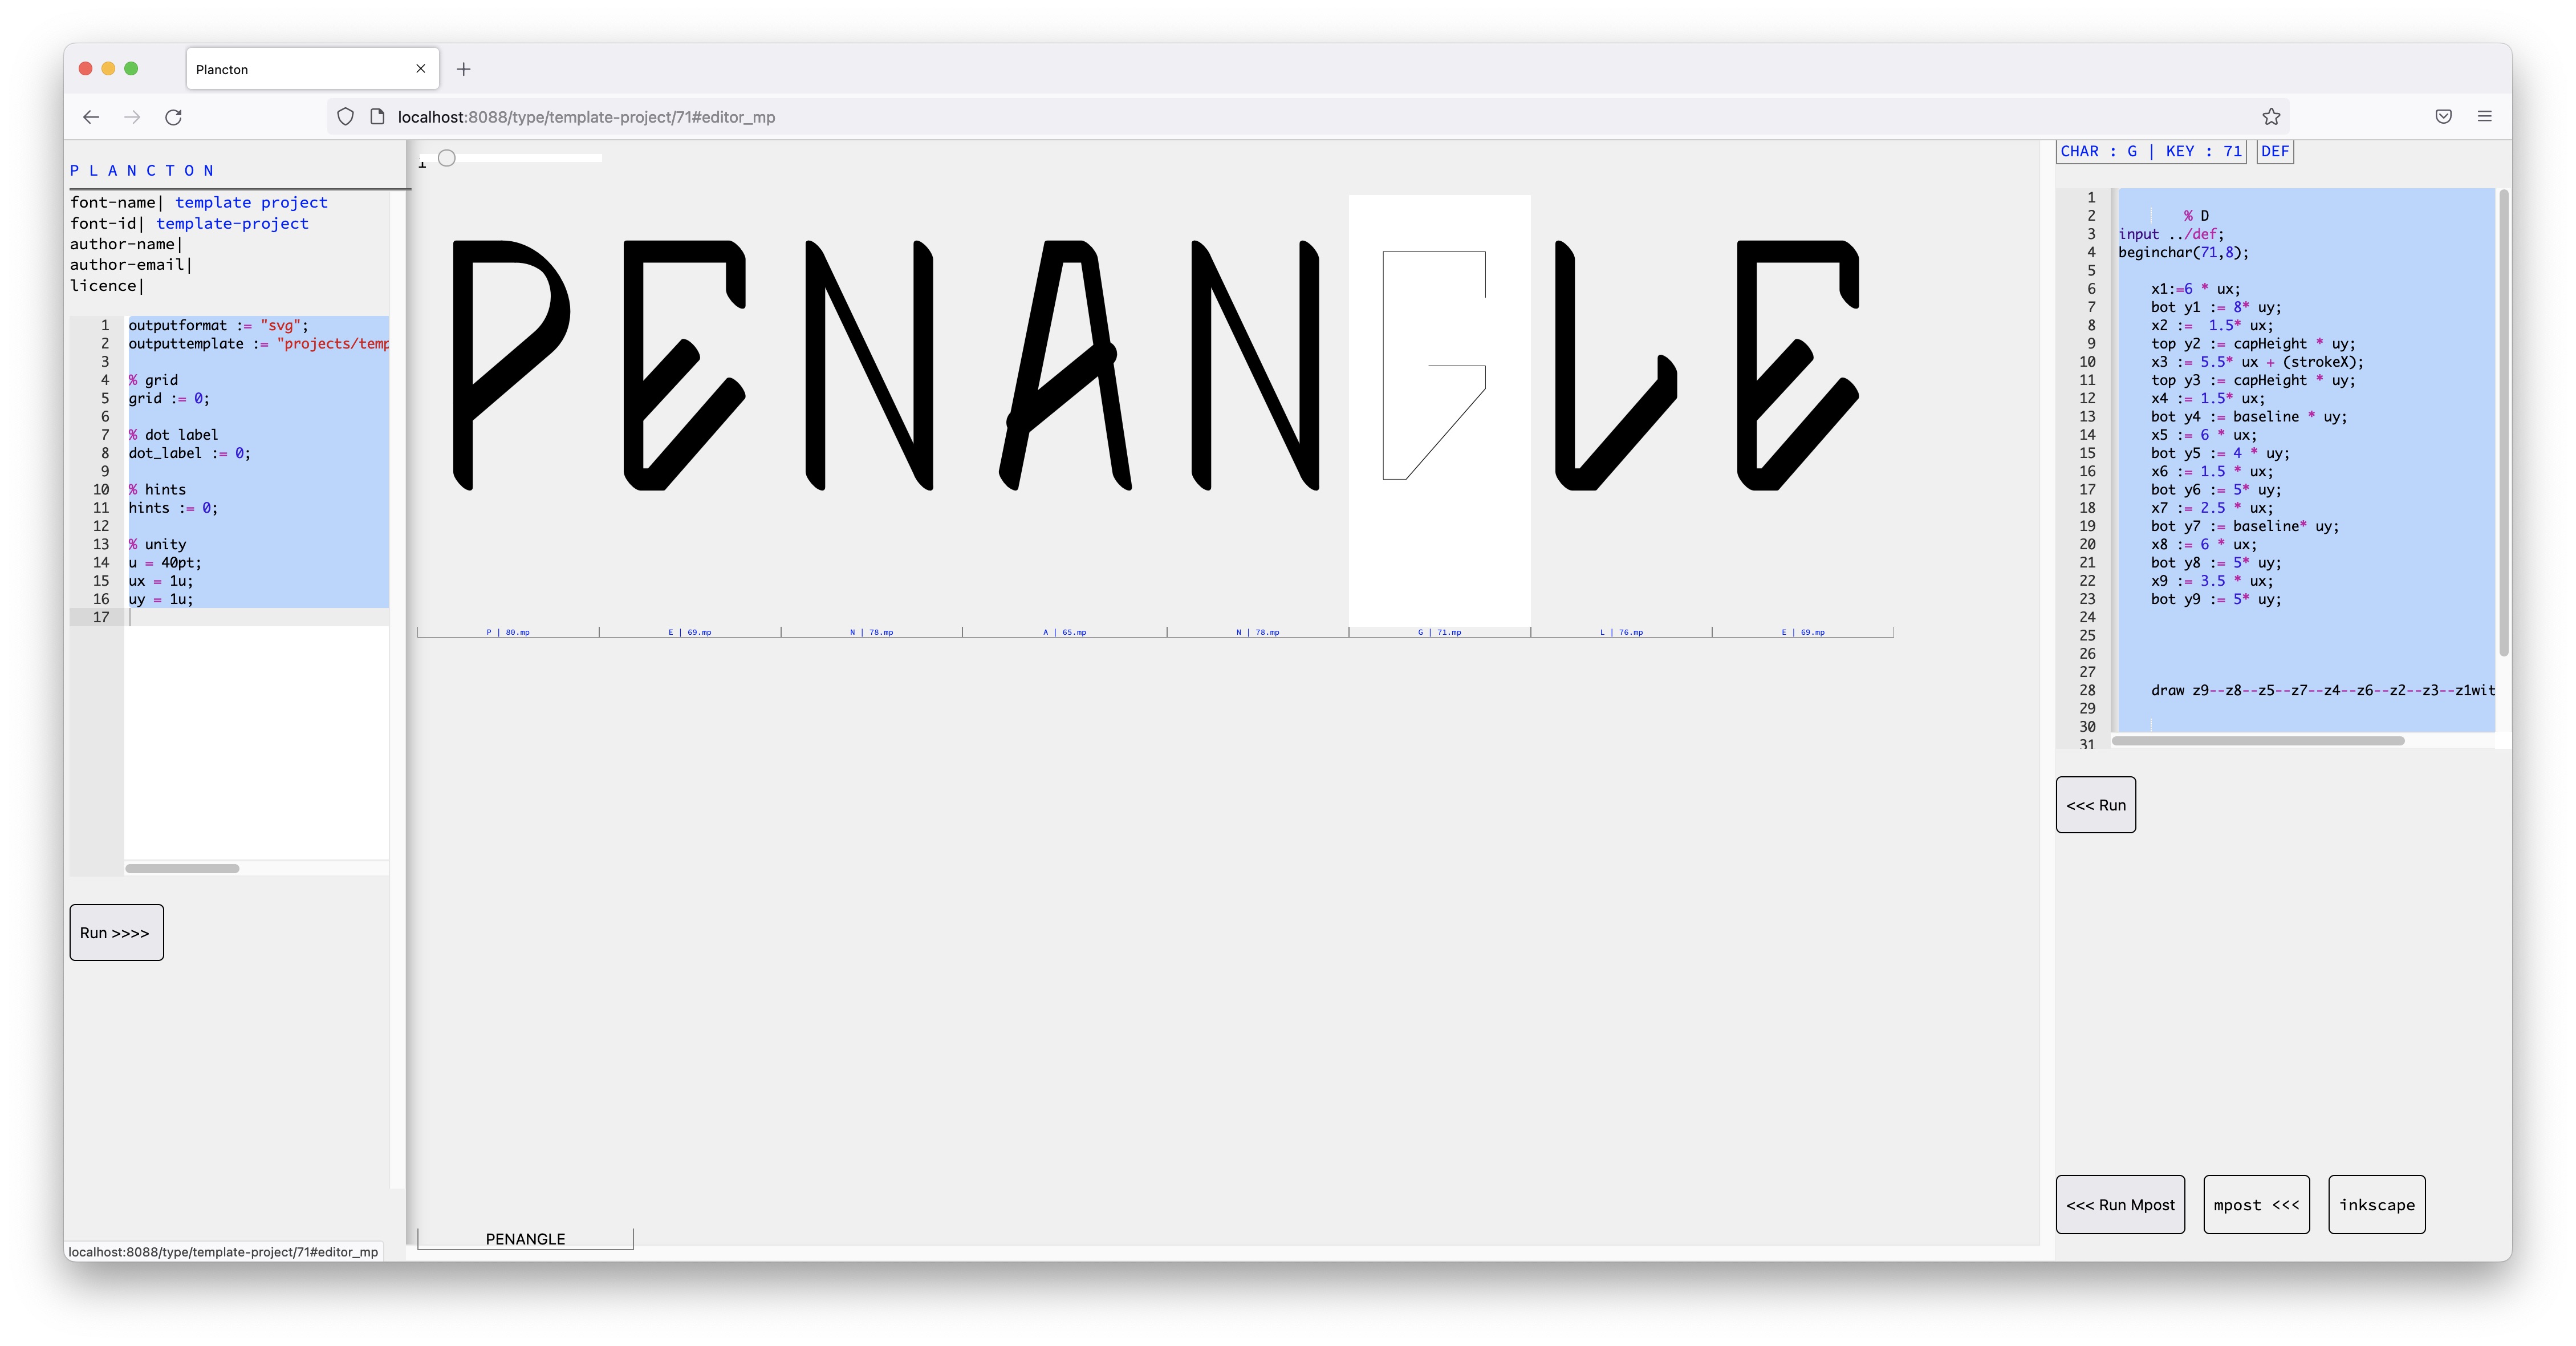 Plancton
localhost:8088/type/template-project/71#editor_mp
PLANCTON
font-name| template project
font-id| template-project
author-name|
author-email|
licence|
1 outputformat := "svg";
2 outputtemplate := "projects/temp
3
4 % grid
5 grid := 0;
6
7 % dot label
8 dot_label := 0;
9
10 % hints
11 hints := 0;
12
13 % unity
14 u = 40pt;
15 ux = 1u;
16 uy = 1u;
17
Run >>>>
localhost:8088/type/template-project/71#editor_mp
PENANGLE
P | 80.mp
E | 69.mp
N | 78.mp
A | 65.mp
N | 78.mp
G | 71.mp
L | 76.mp
E | 69.mp
PENANGLE
CHAR : G | KEY : 71
DEF
1
2 % D
3 input ../def;
4 beginchar(71,8);
5
6 x1:=6 * ux;
7 bot y1 := 8* uy;
8 x2 := 1.5* ux;
9 top y2 := capHeight * uy;
10 x3 := 5.5* ux + (strokeX);
11 top y3 := capHeight * uy;
12 x4 := 1.5* ux;
13 bot y4 := baseline * uy;
14 x5 := 6 * ux;
15 bot y5 := 4 * uy;
16 x6 := 1.5 * ux;
17 bot y6 := 5* uy;
18 x7 := 2.5 * ux;
19 bot y7 := baseline* uy;
20 x8 := 6 * ux;
21 bot y8 := 5* uy;
22 x9 := 3.5 * ux;
23 bot y9 := 5* uy;
24
25
26
27
28 draw z9--z8--z5--z7--z4--z6--z2--z3--z1wit
29
30
31
<<< Run
<<< Run Mpost
mpost <<<
inkscape